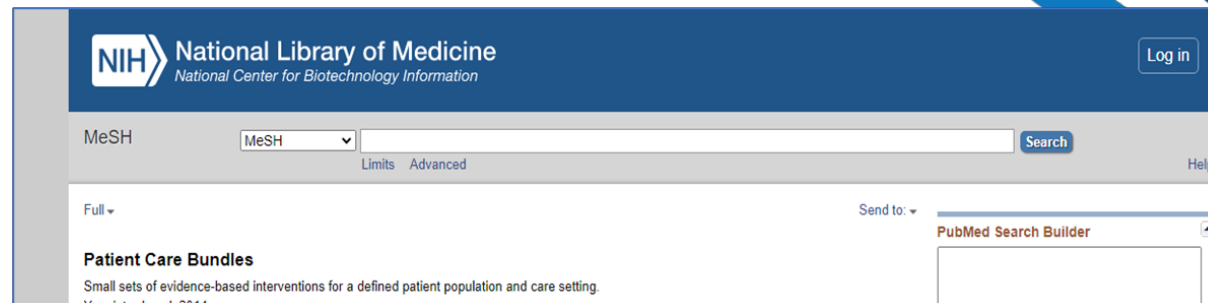 NIH National Library of Medicine
National Center for Biotechnology Information
Log in
MeSH MeSH Search
Limits Advanced
Help
Full Send to:
PubMed Search Builder
Patient Care Bundles
Small sets of evidence-based interventions for a defined patient population and care setting.